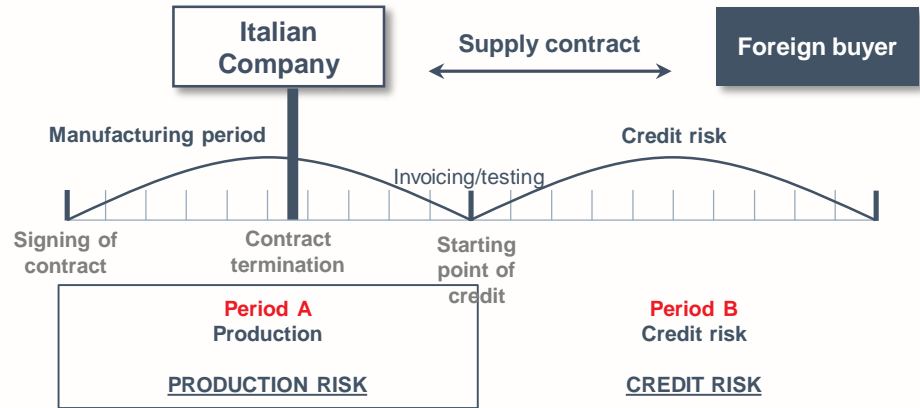 Italian
Company
Supply contract
Foreign buyer
Manufacturing period
Credit risk
Invoicing/testing
Signing of
contract
Contract
termination
Starting
point of
credit
Period A
Production
PRODUCTION RISK
Period B
Credit risk
CREDIT RISK